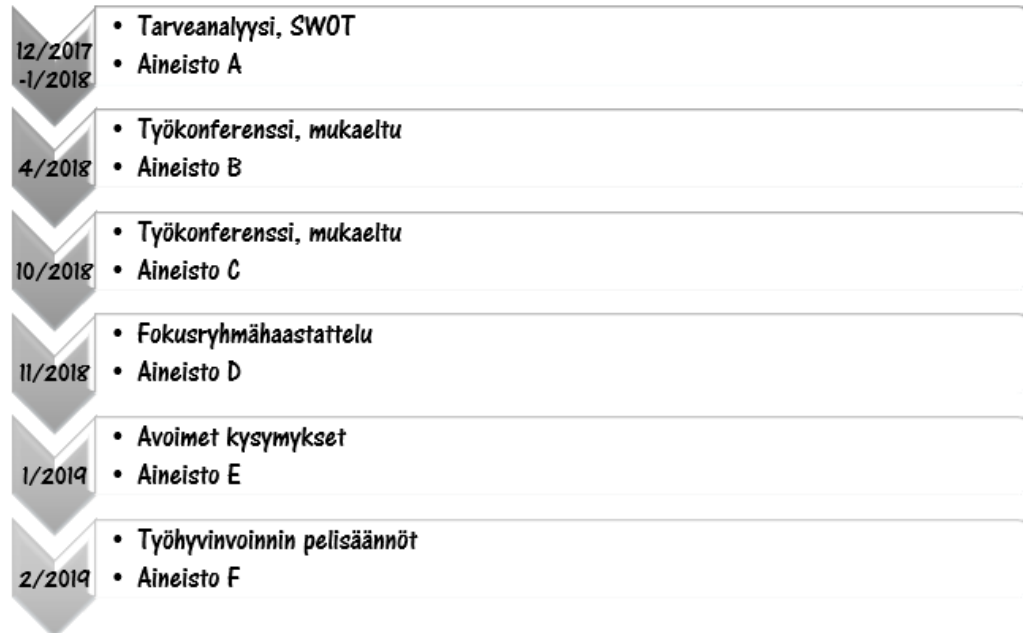 12/2017
-1/2018
• Tarveanalyysi, SWOT
• Aineisto A
4/2018
• Työkonferenssi, mukaeltu
• Aineisto B
10/2018
• Työkonferenssi, mukaeltu
• Aineisto C
11/2018
• Fokusryhmähaastattelu
• Aineisto D
1/2019
• Avoimet kysymykset
• Aineisto E
2/2019
• Työhyvinvoinnin pelisäännöt
• Aineisto F